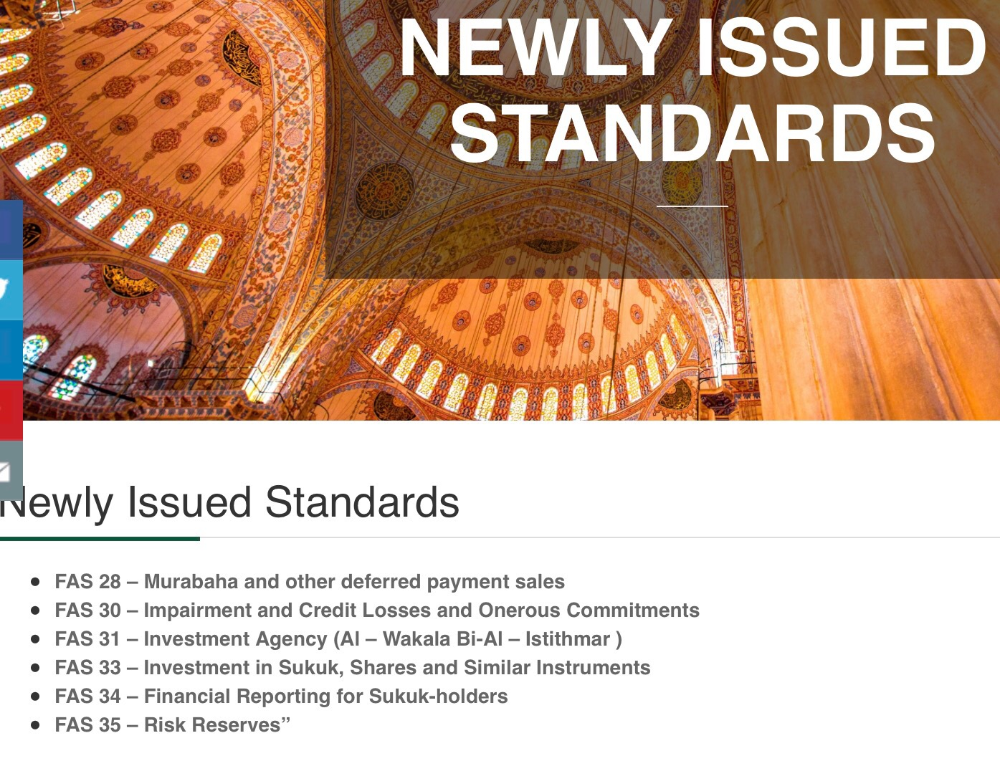 NEWLY ISSUED
STANDARDS
Newly Issued Standards
FAS 28 – Murabaha and other deferred payment sales
FAS 30 – Impairment and Credit Losses and Onerous Commitments
FAS 31 – Investment Agency (Al – Wakala Bi-Al – Istithmar )
FAS 33 – Investment in Sukuk, Shares and Similar Instruments
FAS 34 – Financial Reporting for Sukuk-holders
FAS 35 – Risk Reserves”